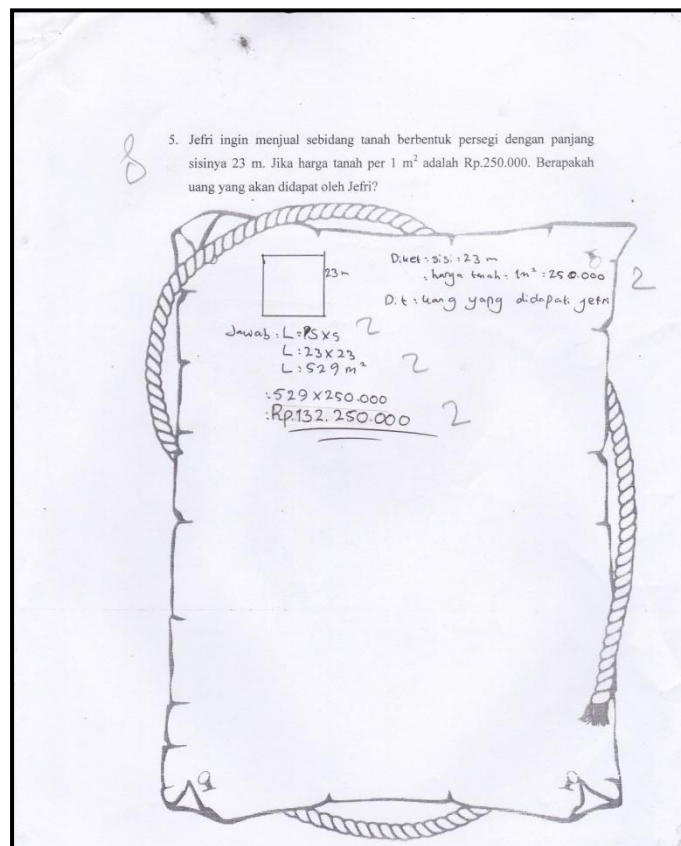 8
5. Jefri ingin menjual sebidang tanah berbentuk persegi dengan panjang
sisinya 23 m. Jika harga tanah per 1 m² adalah Rp.250.000. Berapakah
uang yang akan didapat oleh Jefri?
23 m
Diket : sisi : 23 m
: harga tanah : 1m² : 250.000
2
Dit : uang yang didapati jefri
Jawab : L = S x S
2
L : 23 X 23
L : 529 m²
2
: 529 X 250.000
: Rp.132.250.000
2